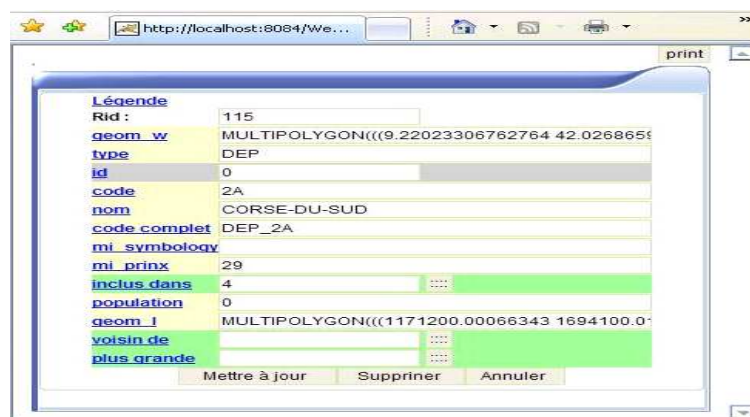 http://localhost:8084/We...
»
print
Légende
Rid : 115
geom_w MULTIPOLYGON(((9.22023306762764 42.0268659
type DEP
id 0
code 2A
nom CORSE-DU-SUD
code complet DEP_2A
mi_symbology
mi_prinx 29
inclus dans 4 ::::
population 0
geom_l MULTIPOLYGON(((1171200.00066343 1694100.01
voisin de ::::
plus grande ::::
Mettre à jour Suppriner Annuler